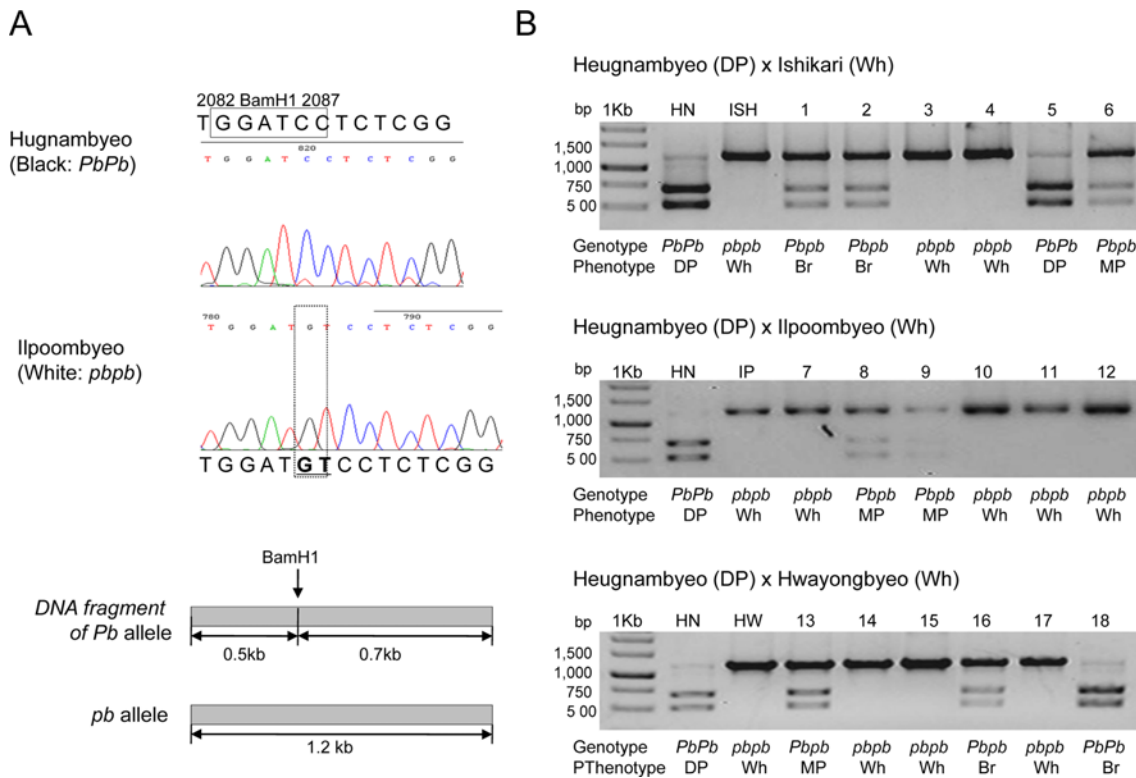 A
2082 BamH1 2087
TGGATCCTCTCGG
Hugnambyeo
(Black: PbPb)
820
T G G A T C C T C T C G G
780 790
T G G A T G T C C T C T C G G
Ilpoombyeo
(White: pbpb)
TGGATGTCCTCTCGG
BamH1
DNA fragment
of Pb allele
0.5kb 0.7kb
pb allele
1.2 kb
B
Heugnambyeo (DP) x Ishikari (Wh)
bp 1Kb HN ISH 1 2 3 4 5 6
1,500
1,000
750
5 00
Genotype PbPb pbpb Pbpb Pbpb pbpb pbpb PbPb Pbpb
Phenotype DP Wh Br Br Wh Wh DP MP
Heugnambyeo (DP) x Ilpoombyeo (Wh)
bp 1Kb HN IP 7 8 9 10 11 12
1,500
1,000
750
5 00
Genotype PbPb pbpb pbpb Pbpb Pbpb pbpb pbpb pbpb
Phenotype DP Wh Wh MP MP Wh Wh Wh
Heugnambyeo (DP) x Hwayongbyeo (Wh)
bp 1Kb HN HW 13 14 15 16 17 18
1,500
1,000
750
5 00
Genotype PbPb pbpb Pbpb pbpb pbpb Pbpb pbpb PbPb
PThenotype DP Wh MP Wh Wh Br Wh Br